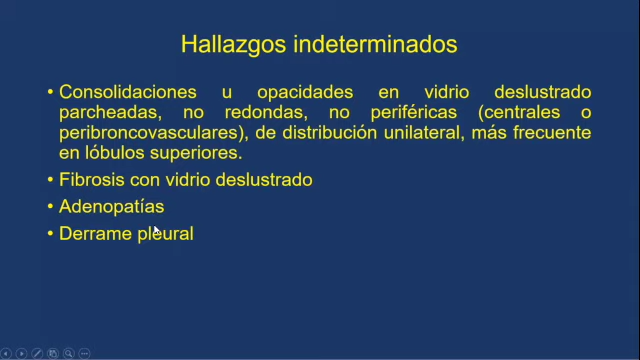 Hallazgos indeterminados
• Consolidaciones u opacidades en vidrio deslustrado
parcheadas, no redondas, no periféricas (centrales o
peribroncovasculares), de distribución unilateral, más frecuente
en lóbulos superiores.
• Fibrosis con vidrio deslustrado
• Adenopatías
• Derrame pleural